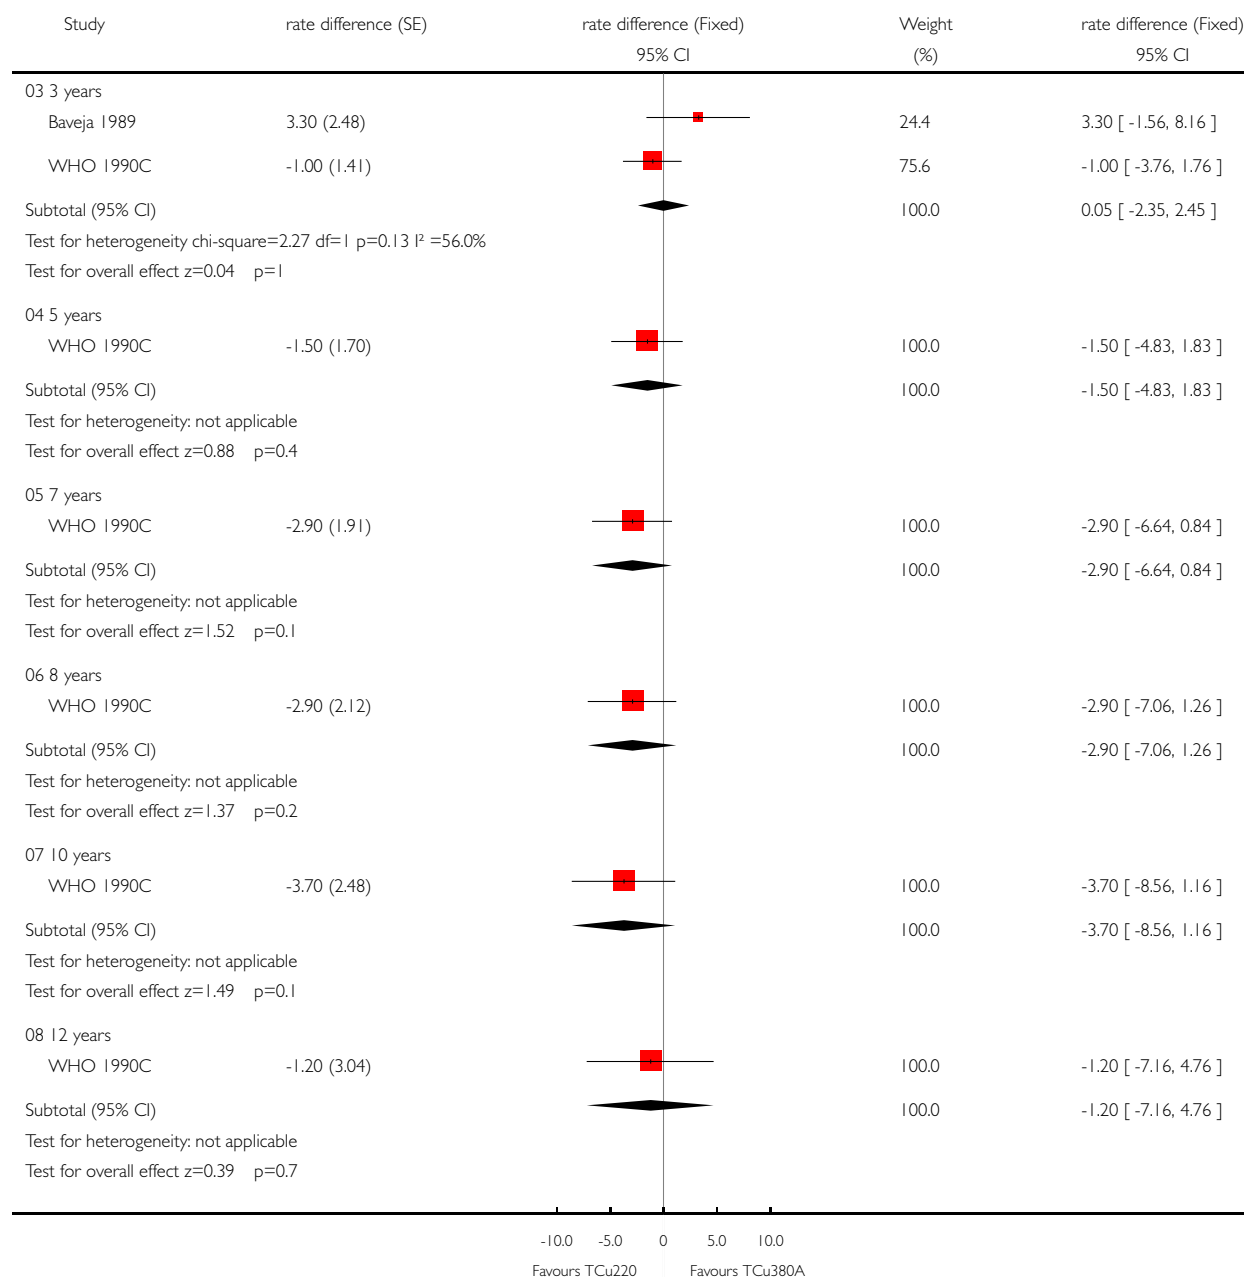 Study rate difference (SE) rate difference (Fixed) Weight rate difference (Fixed)
95% CI (%) 95% CI
03 3 years
Baveja 1989 3.30 (2.48) 24.4 3.30 [ -1.56, 8.16 ]
WHO 1990C -1.00 (1.41) 75.6 -1.00 [ -3.76, 1.76 ]
Subtotal (95% CI) 100.0 0.05 [ -2.35, 2.45 ]
Test for heterogeneity chi-square=2.27 df=1 p=0.13 I² =56.0%
Test for overall effect z=0.04 p=1
04 5 years
WHO 1990C -1.50 (1.70) 100.0 -1.50 [ -4.83, 1.83 ]
Subtotal (95% CI) 100.0 -1.50 [ -4.83, 1.83 ]
Test for heterogeneity: not applicable
Test for overall effect z=0.88 p=0.4
05 7 years
WHO 1990C -2.90 (1.91) 100.0 -2.90 [ -6.64, 0.84 ]
Subtotal (95% CI) 100.0 -2.90 [ -6.64, 0.84 ]
Test for heterogeneity: not applicable
Test for overall effect z=1.52 p=0.1
06 8 years
WHO 1990C -2.90 (2.12) 100.0 -2.90 [ -7.06, 1.26 ]
Subtotal (95% CI) 100.0 -2.90 [ -7.06, 1.26 ]
Test for heterogeneity: not applicable
Test for overall effect z=1.37 p=0.2
07 10 years
WHO 1990C -3.70 (2.48) 100.0 -3.70 [ -8.56, 1.16 ]
Subtotal (95% CI) 100.0 -3.70 [ -8.56, 1.16 ]
Test for heterogeneity: not applicable
Test for overall effect z=1.49 p=0.1
08 12 years
WHO 1990C -1.20 (3.04) 100.0 -1.20 [ -7.16, 4.76 ]
Subtotal (95% CI) 100.0 -1.20 [ -7.16, 4.76 ]
Test for heterogeneity: not applicable
Test for overall effect z=0.39 p=0.7
-10.0 -5.0 0 5.0 10.0
Favours TCu220 Favours TCu380A